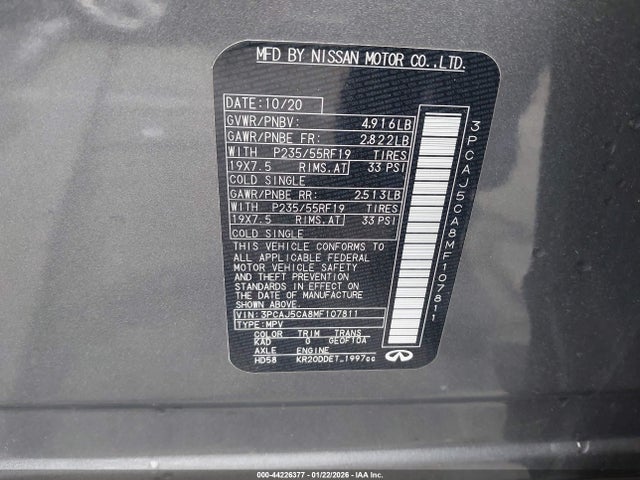 MFD BY NISSAN MOTOR CO.,LTD.
DATE: 10/20
GVWR/PNBV: 4,916LB
GAWR/PNBE FR: 2,822LB
WITH P235/55RF19 TIRES
19X7.5 RIMS.AT 33 PSI
COLD SINGLE
GAWR/PNBE RR: 2,513LB
WITH P235/55RF19 TIRES
19X7.5 RIMS.AT 33 PSI
COLD SINGLE
THIS VEHICLE CONFORMS TO
ALL APPLICABLE FEDERAL
MOTOR VEHICLE SAFETY
AND THEFT PREVENTION
STANDARDS IN EFFECT ON
THE DATE OF MANUFACTURE
SHOWN ABOVE.
VIN: 3PCAJ5CA8MF107811
TYPE: MPV
COLOR TRIM TRANS
KAD G GE0F10A
AXLE ENGINE
HD58 KR20DDET_1997cc
INFINITI
3PCAJ5CA8MF107811
000-44226377 - 01/22/2026 - © IAA Holdings, LLC